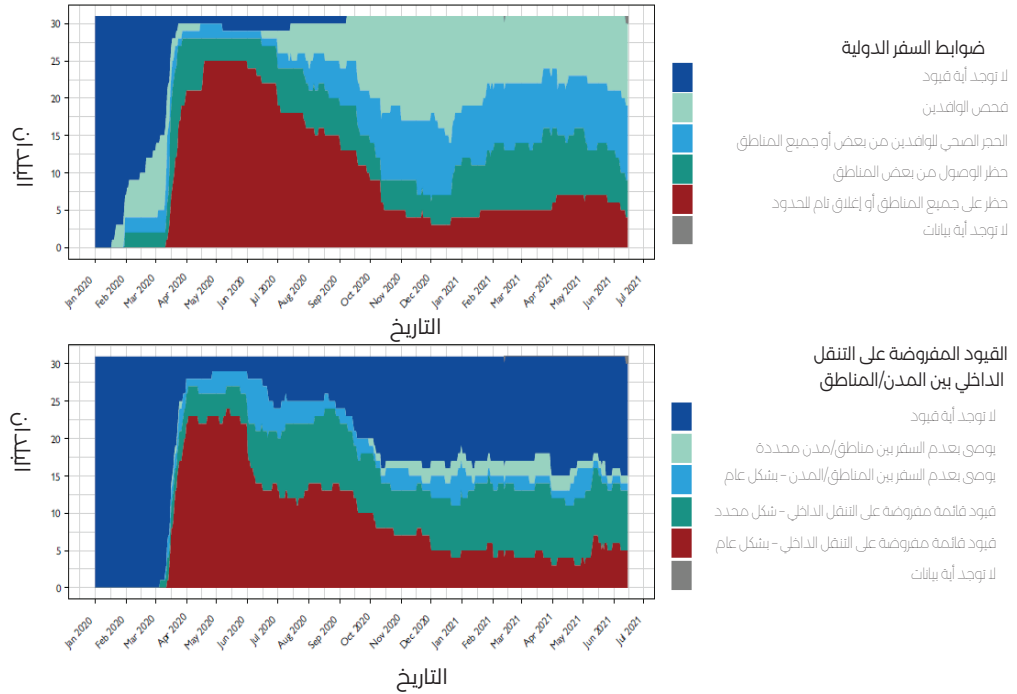 ضوابط السفر الدولية
لا توجد أية قيود
فحص الوافدين
الحجر الصحي للوافدين من بعض أو جميع المناطق
حظر الوصول من بعض المناطق
حظر على جميع المناطق أو إغلاق تام للحدود
لا توجد أية بيانات
البلدان
30
25
20
15
10
5
0
Jan 2020
Feb 2020
Mar 2020
Apr 2020
May 2020
Jun 2020
Jul 2020
Aug 2020
Sep 2020
Oct 2020
Nov 2020
Dec 2020
Jan 2021
Feb 2021
Mar 2021
Apr 2021
May 2021
Jun 2021
Jul 2021
التاريخ
القيود المفروضة على التنقل
الداخلي بين المدن/المناطق
لا توجد أية قيود
يوصى بعدم السفر بين مناطق/مدن محددة
يوصى بعدم السفر بين المناطق/المدن – بشكل عام
قيود قائمة مفروضة على التنقل الداخلي – شكل محدد
قيود قائمة مفروضة على التنقل الداخلي – بشكل عام
لا توجد أية بيانات
البلدان
30
25
20
15
10
5
0
Jan 2020
Feb 2020
Mar 2020
Apr 2020
May 2020
Jun 2020
Jul 2020
Aug 2020
Sep 2020
Oct 2020
Nov 2020
Dec 2020
Jan 2021
Feb 2021
Mar 2021
Apr 2021
May 2021
Jun 2021
Jul 2021
التاريخ